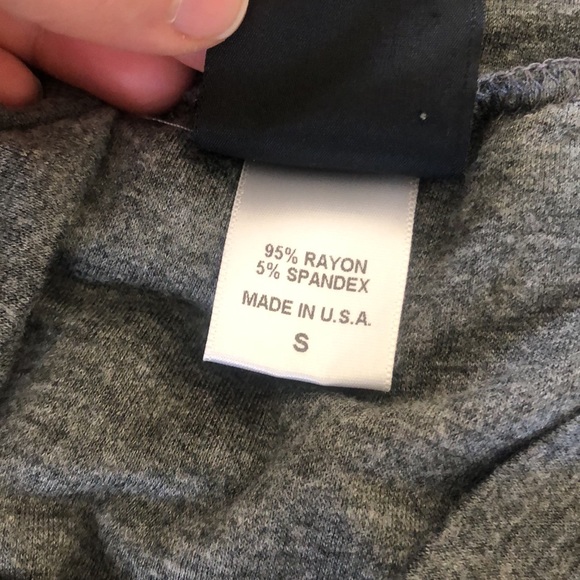 95% RAYON
5% SPANDEX
MADE IN U.S.A.
S